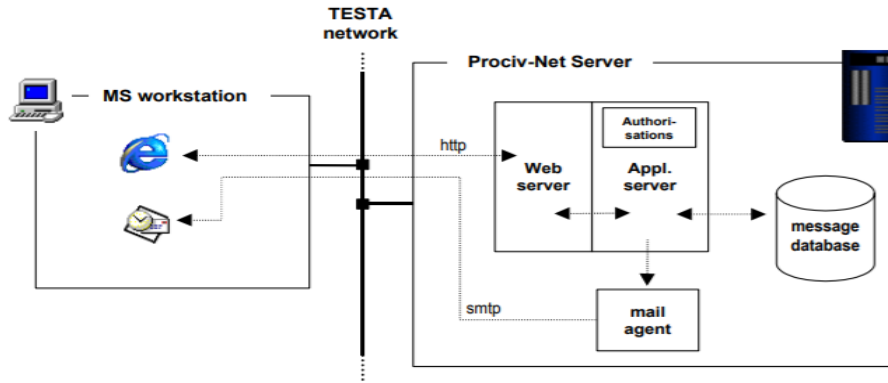 TESTA
network
MS workstation
Prociv-Net Server
Authori-
sations
http
Web
server
Appl.
server
message
database
smtp
mail
agent